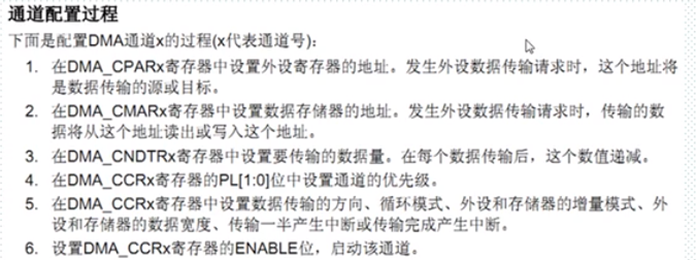 通道配置过程
下面是配置DMA通道x的过程(x代表通道号):
1. 在DMA_CPARx寄存器中设置外设寄存器的地址。发生外设数据传输请求时，这个地址将
是数据传输的源或目标。
2. 在DMA_CMARx寄存器中设置数据存储器的地址。发生外设数据传输请求时，传输的数
据将从这个地址读出或写入这个地址。
3. 在DMA_CNDTRx寄存器中设置要传输的数据量。在每个数据传输后，这个数值递减。
4. 在DMA_CCRx寄存器的PL[1:0]位中设置通道的优先级。
5. 在DMA_CCRx寄存器中设置数据传输的方向、循环模式、外设和存储器的增量模式、外
设和存储器的数据宽度、传输一半产生中断或传输完成产生中断。
6. 设置DMA_CCRx寄存器的ENABLE位，启动该通道。